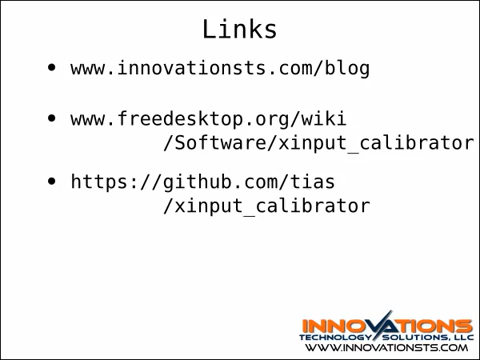 Links
• www.innovationsts.com/blog
• www.freedesktop.org/wiki
/Software/xinput_calibrator
• https://github.com/tias
/xinput_calibrator
INNOVATIONS
TECHNOLOGY SOLUTIONS, LLC
WWW.INNOVATIONSTS.COM